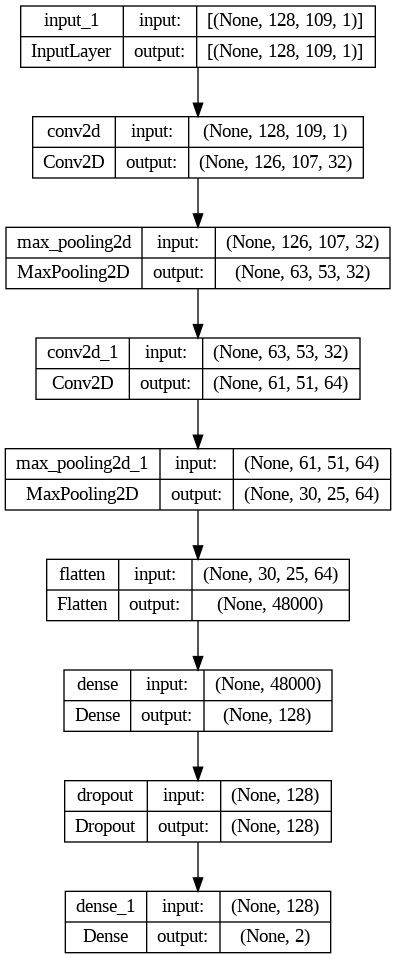 input_1 input: [(None, 128, 109, 1)]
InputLayer output: [(None, 128, 109, 1)]
conv2d input: (None, 128, 109, 1)
Conv2D output: (None, 126, 107, 32)
max_pooling2d input: (None, 126, 107, 32)
MaxPooling2D output: (None, 63, 53, 32)
conv2d_1 input: (None, 63, 53, 32)
Conv2D output: (None, 61, 51, 64)
max_pooling2d_1 input: (None, 61, 51, 64)
MaxPooling2D output: (None, 30, 25, 64)
flatten input: (None, 30, 25, 64)
Flatten output: (None, 48000)
dense input: (None, 48000)
Dense output: (None, 128)
dropout input: (None, 128)
Dropout output: (None, 128)
dense_1 input: (None, 128)
Dense output: (None, 2)